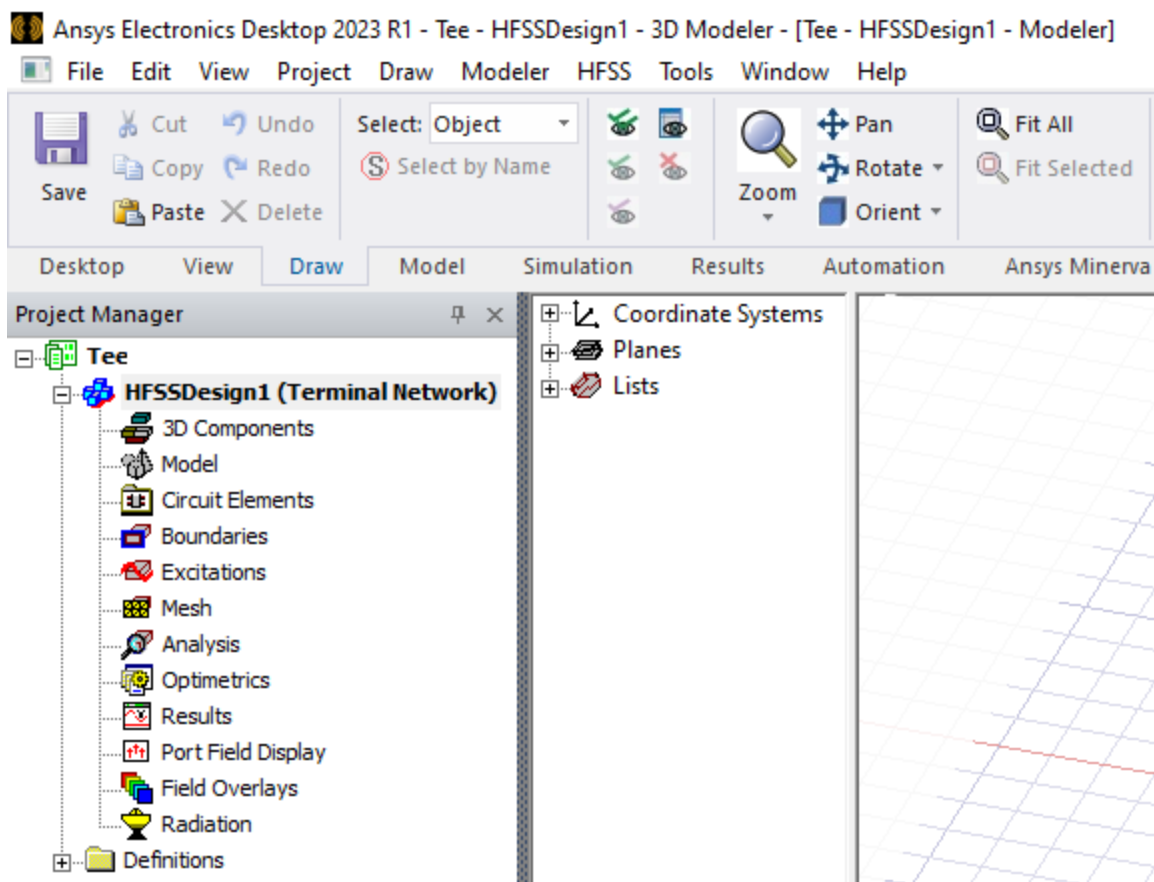 Ansys Electronics Desktop 2023 R1 - Tee - HFSSDesign1 - 3D Modeler - [Tee - HFSSDesign1 - Modeler]
File Edit View Project Draw Modeler HFSS Tools Window Help
Save
Cut
Copy
Paste
Undo
Redo
Delete
Select: Object
Select by Name
Zoom
Pan
Rotate
Orient
Fit All
Fit Selected
Desktop View Draw Model Simulation Results Automation Ansys Minerva
Project Manager
Tee
HFSSDesign1 (Terminal Network)
3D Components
Model
Circuit Elements
Boundaries
Excitations
Mesh
Analysis
Optimetrics
Results
Port Field Display
Field Overlays
Radiation
Definitions
Coordinate Systems
Planes
Lists